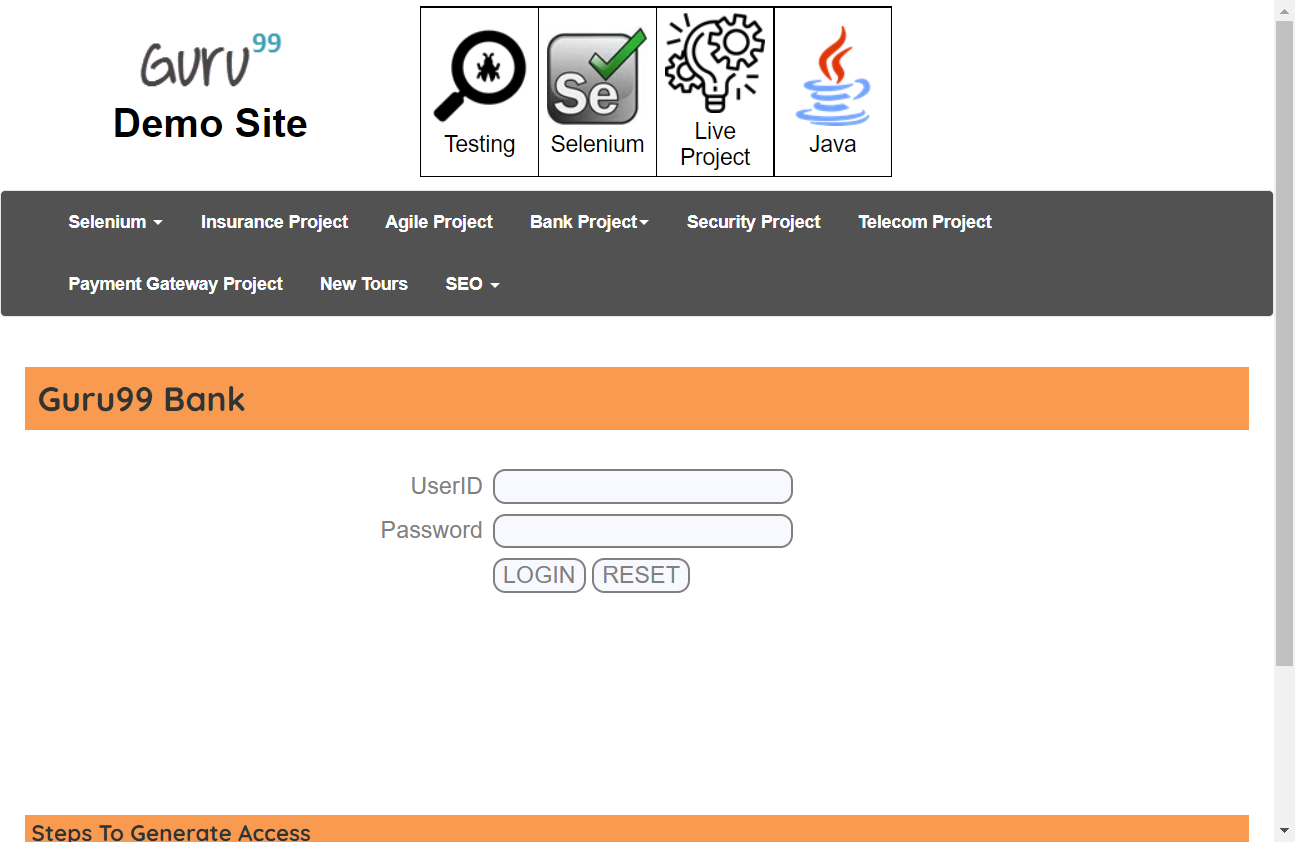 Guru99
Demo Site
Testing
Se
Selenium
Live
Project
Java
Selenium Insurance Project Agile Project Bank Project Security Project Telecom Project
Payment Gateway Project New Tours SEO
Guru99 Bank
UserID
Password
LOGIN RESET
Steps To Generate Access